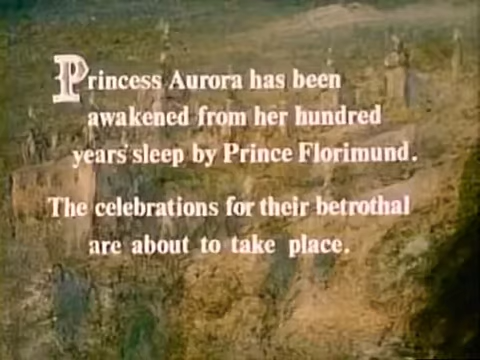 Princess Aurora has been
awakened from her hundred
years' sleep by Prince Florimund.
The celebrations for their betrothal
are about to take place.